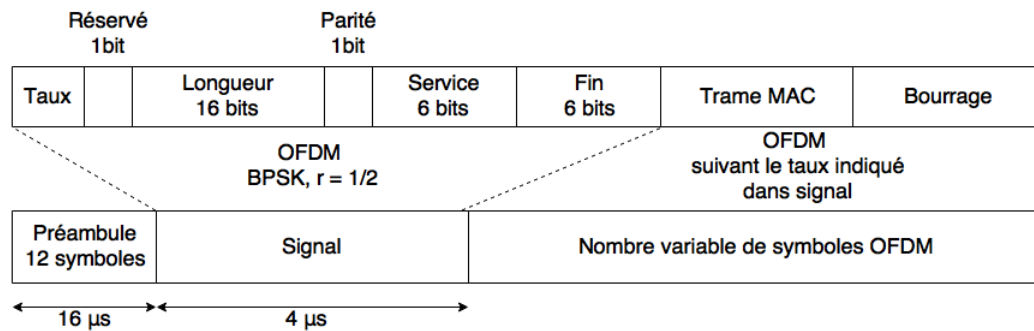 Réservé
1bit
Parité
1bit
Taux
Longueur
16 bits
Service
6 bits
Fin
6 bits
Trame MAC
Bourrage
OFDM
BPSK, r = 1/2
OFDM
suivant le taux indiqué
dans signal
Préambule
12 symboles
Signal
Nombre variable de symboles OFDM
16 µs
4 µs